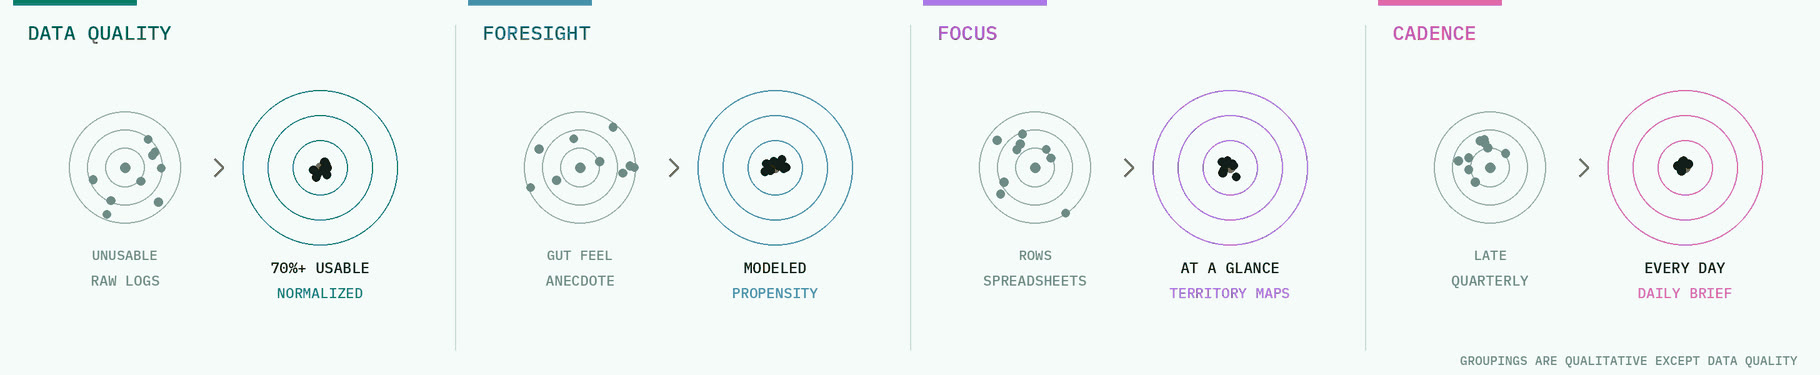 DATA QUALITY
UNUSABLE
RAW LOGS
70%+ USABLE
NORMALIZED
FORESIGHT
GUT FEEL
ANECDOTE
MODELED
PROPENSITY
FOCUS
ROWS
SPREADSHEETS
AT A GLANCE
TERRITORY MAPS
CADENCE
LATE
QUARTERLY
EVERY DAY
DAILY BRIEF
GROUPINGS ARE QUALITATIVE EXCEPT DATA QUALITY